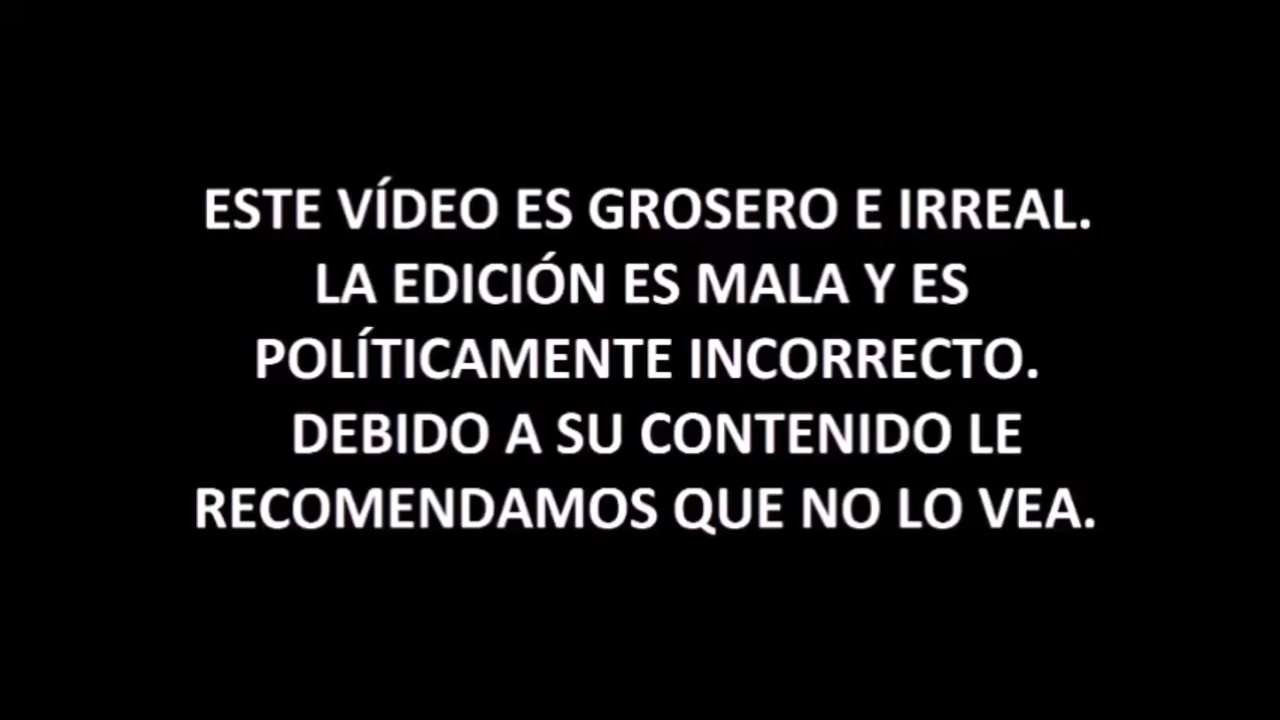 ESTE VÍDEO ES GROSERO E IRREAL.
LA EDICIÓN ES MALA Y ES
POLÍTICAMENTE INCORRECTO.
DEBIDO A SU CONTENIDO LE
RECOMENDAMOS QUE NO LO VEA.